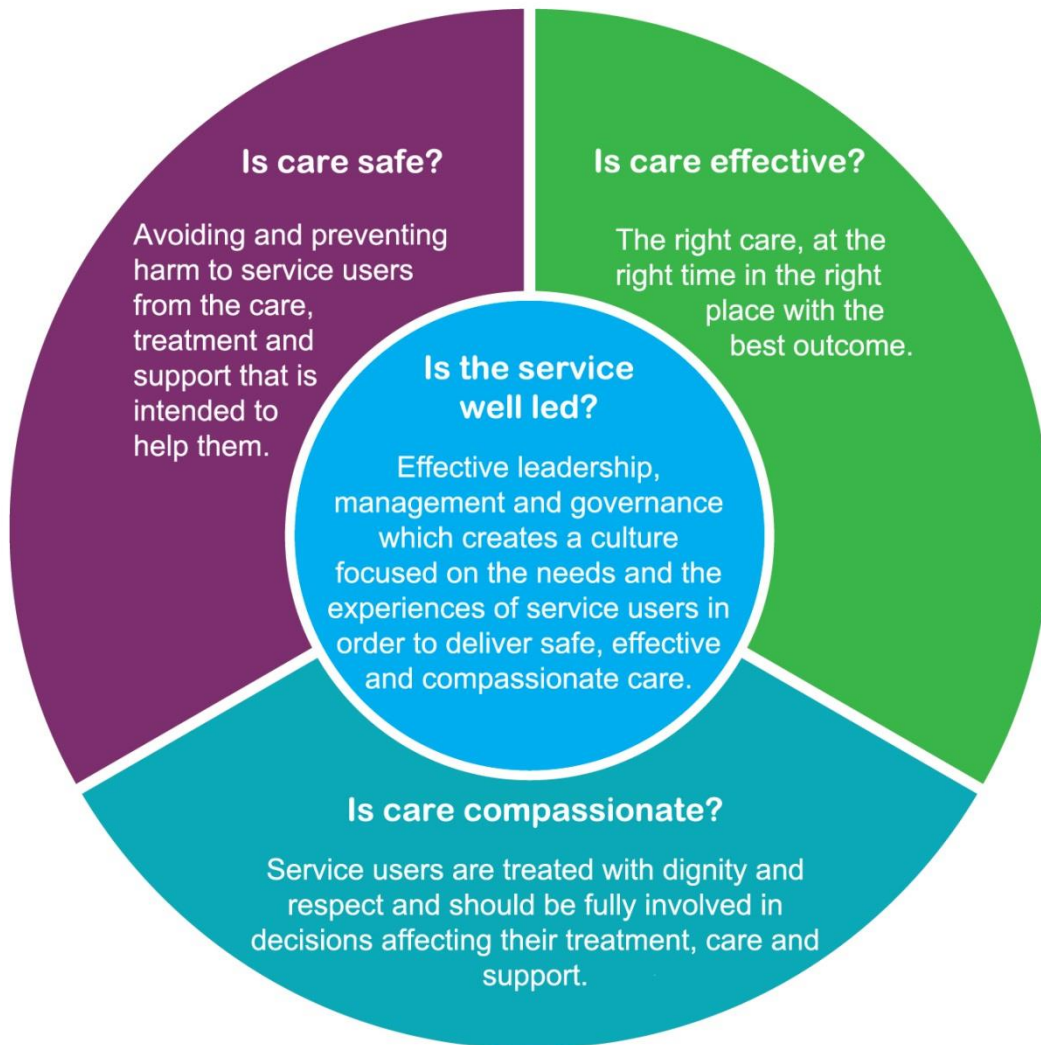 Is care safe?
Avoiding and preventing
harm to service users
from the care,
treatment and
support that is
intended to
help them.
Is care effective?
The right care, at the
right time in the right
place with the
best outcome.
Is the service
well led?
Effective leadership,
management and governance
which creates a culture
focused on the needs and the
experiences of service users in
order to deliver safe, effective
and compassionate care.
Is care compassionate?
Service users are treated with dignity and
respect and should be fully involved in
decisions affecting their treatment, care and
support.